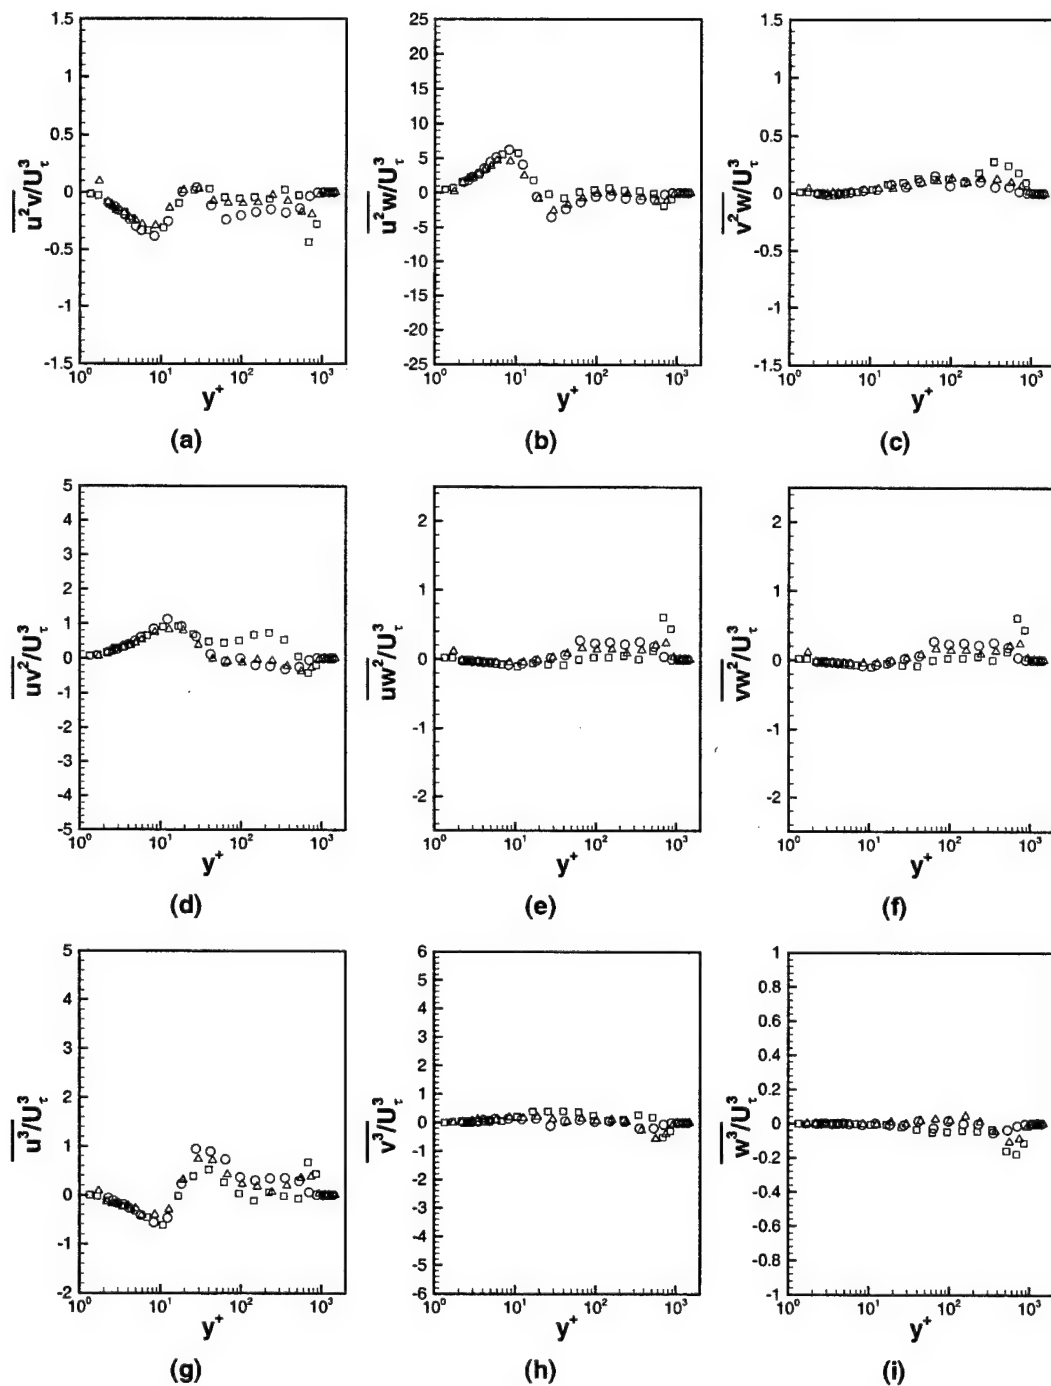 1.5
1
0.5
0
-0.5
-1
-1.5
10⁰ 10¹ 10² 10³
u²v/U³τ
y⁺
(a)
25
20
15
10
5
0
-5
-10
-15
-20
-25
10⁰ 10¹ 10² 10³
u²w/U³τ
y⁺
(b)
1.5
1
0.5
0
-0.5
-1
-1.5
10⁰ 10¹ 10² 10³
v²w/U³τ
y⁺
(c)
5
4
3
2
1
0
-1
-2
-3
-4
-5
10⁰ 10¹ 10² 10³
uv²/U³τ
y⁺
(d)
2
1
0
-1
-2
10⁰ 10¹ 10² 10³
uw²/U³τ
y⁺
(e)
2
1
0
-1
-2
10⁰ 10¹ 10² 10³
vw²/U³τ
y⁺
(f)
5
4
3
2
1
0
-1
-2
10⁰ 10¹ 10² 10³
u³/U³τ
y⁺
(g)
6
5
4
3
2
1
0
-1
-2
-3
-4
-5
-6
10⁰ 10¹ 10² 10³
v³/U³τ
y⁺
(h)
1
0.8
0.6
0.4
0.2
0
-0.2
-0.4
-0.6
-0.8
-1
10⁰ 10¹ 10² 10³
w³/U³τ
y⁺
(i)